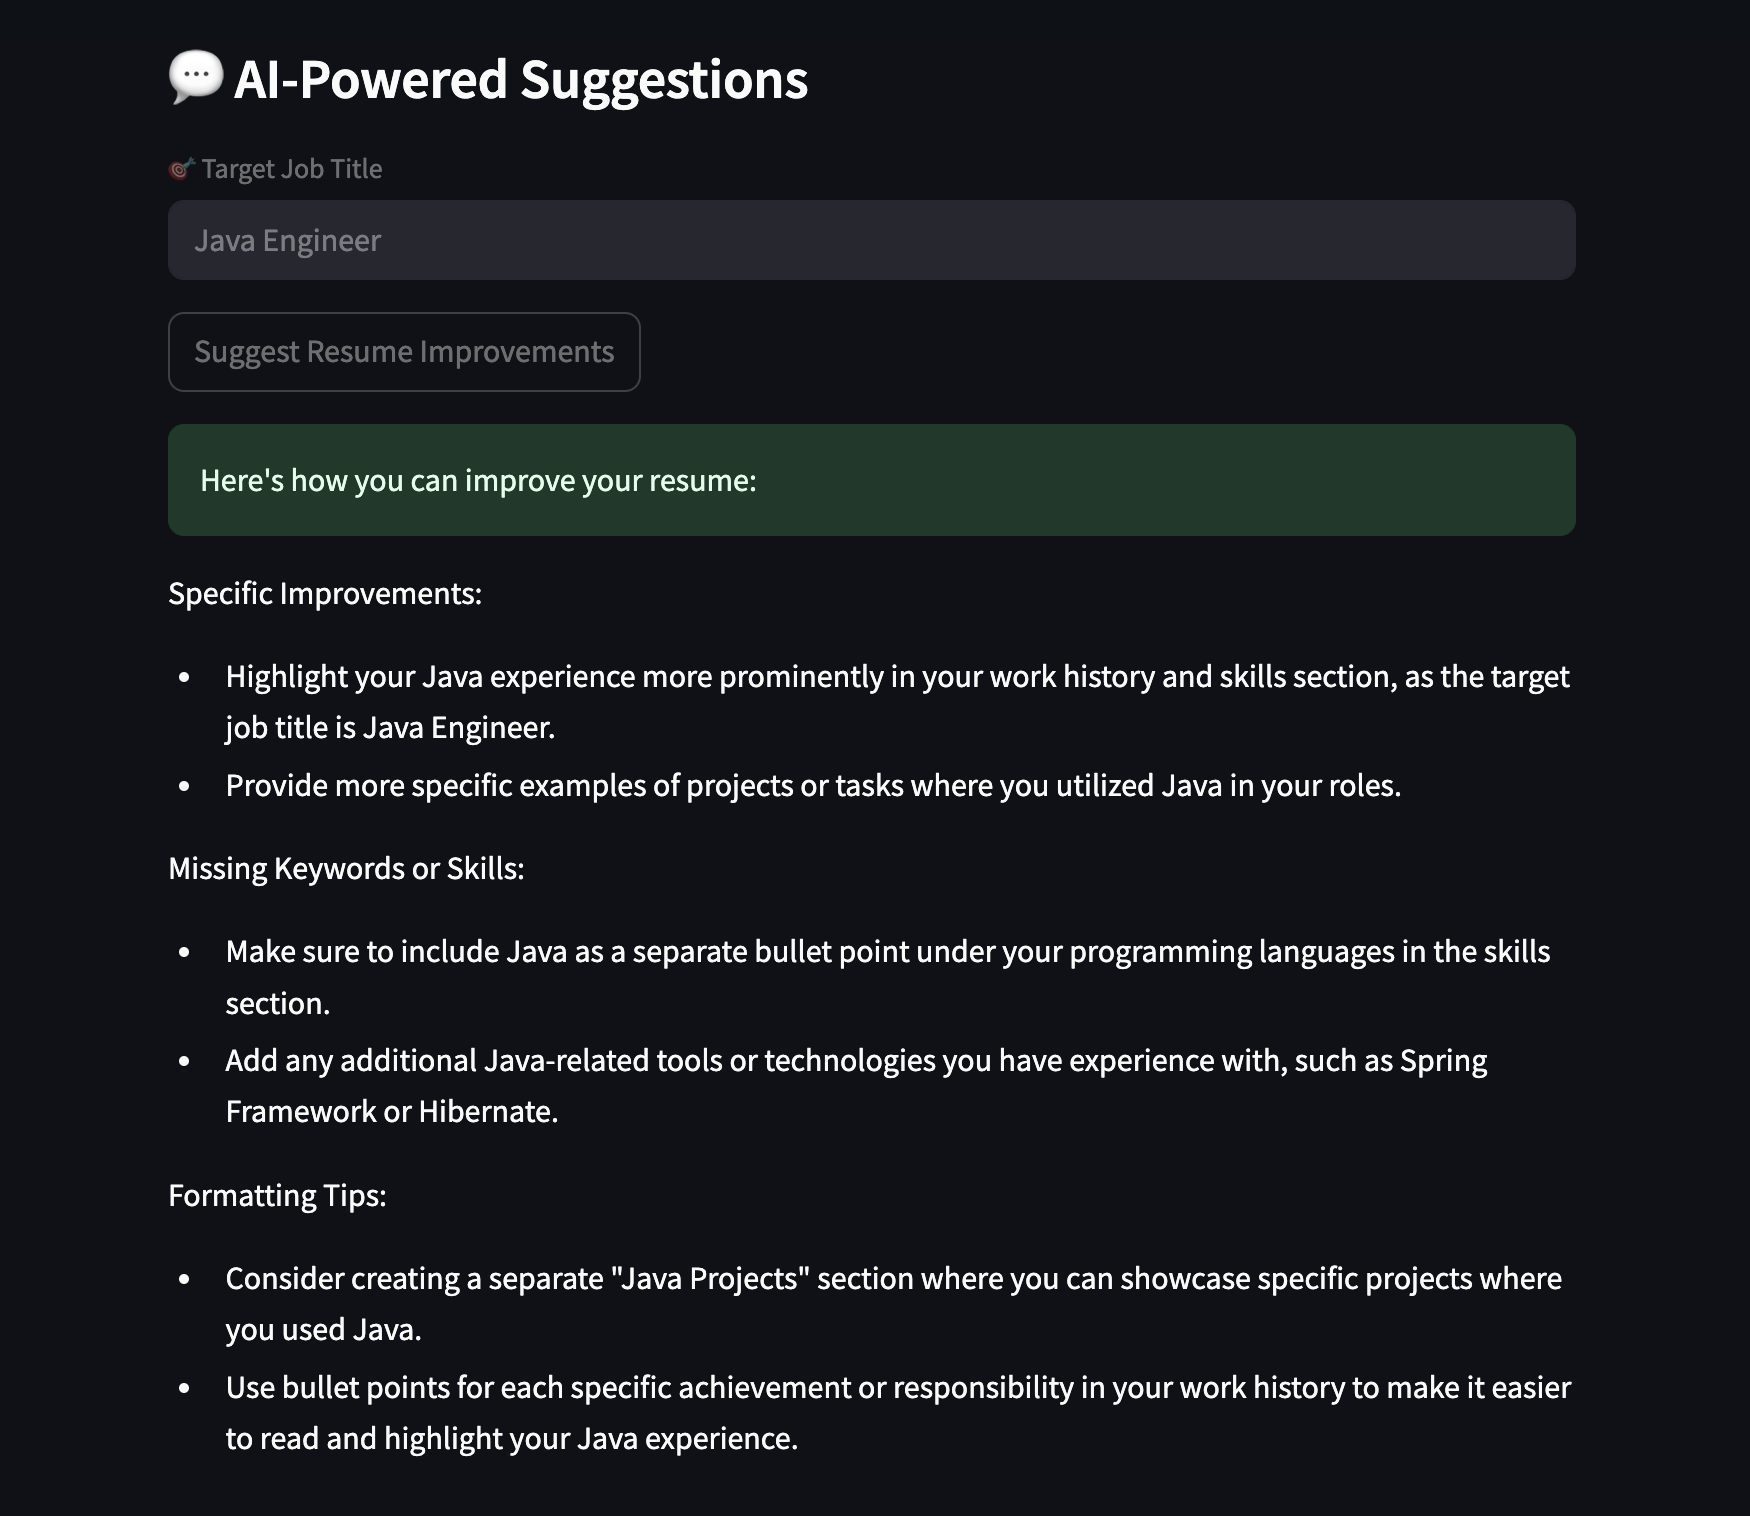 AI-Powered Suggestions
Target Job Title
Java Engineer
Suggest Resume Improvements
Here's how you can improve your resume:
Specific Improvements:
• Highlight your Java experience more prominently in your work history and skills section, as the target
job title is Java Engineer.
• Provide more specific examples of projects or tasks where you utilized Java in your roles.
Missing Keywords or Skills:
• Make sure to include Java as a separate bullet point under your programming languages in the skills
section.
• Add any additional Java-related tools or technologies you have experience with, such as Spring
Framework or Hibernate.
Formatting Tips:
• Consider creating a separate "Java Projects" section where you can showcase specific projects where
you used Java.
• Use bullet points for each specific achievement or responsibility in your work history to make it easier
to read and highlight your Java experience.